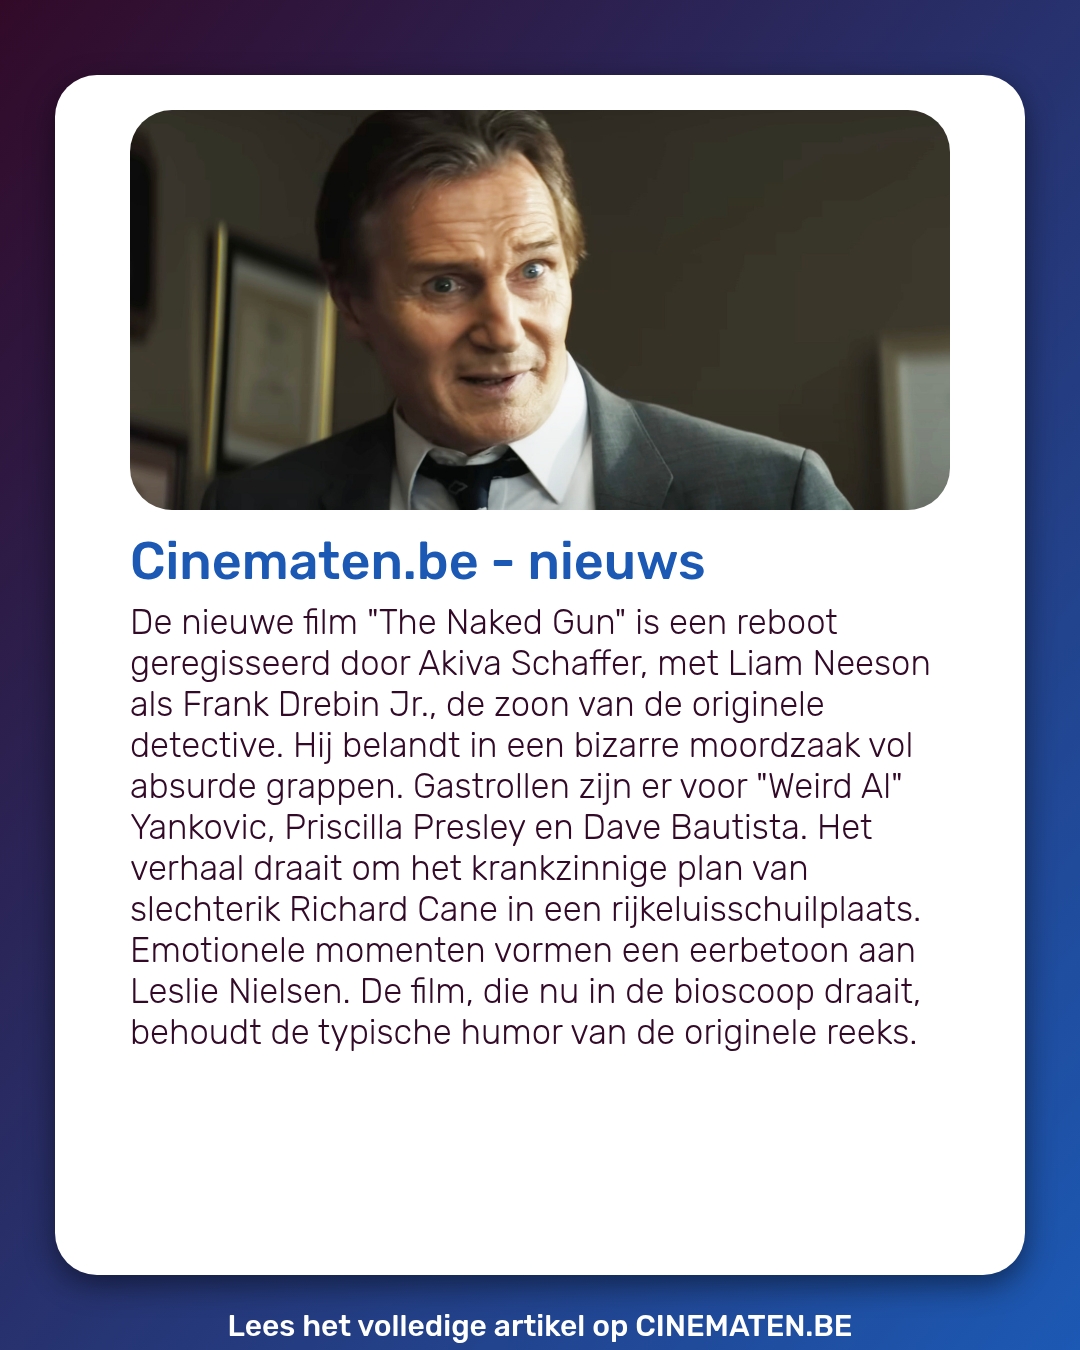 Cinematen.be - nieuws
De nieuwe film "The Naked Gun" is een reboot
geregisseerd door Akiva Schaffer, met Liam Neeson
als Frank Drebin Jr., de zoon van de originele
detective. Hij belandt in een bizarre moordzaak vol
absurde grappen. Gastrollen zijn er voor "Weird Al"
Yankovic, Priscilla Presley en Dave Bautista. Het
verhaal draait om het krankzinnige plan van
slechterik Richard Cane in een rijkeluisschuilplaats.
Emotionele momenten vormen een eerbetoon aan
Leslie Nielsen. De film, die nu in de bioscoop draait,
behoudt de typische humor van de originele reeks.
Lees het volledige artikel op CINEMATEN.BE